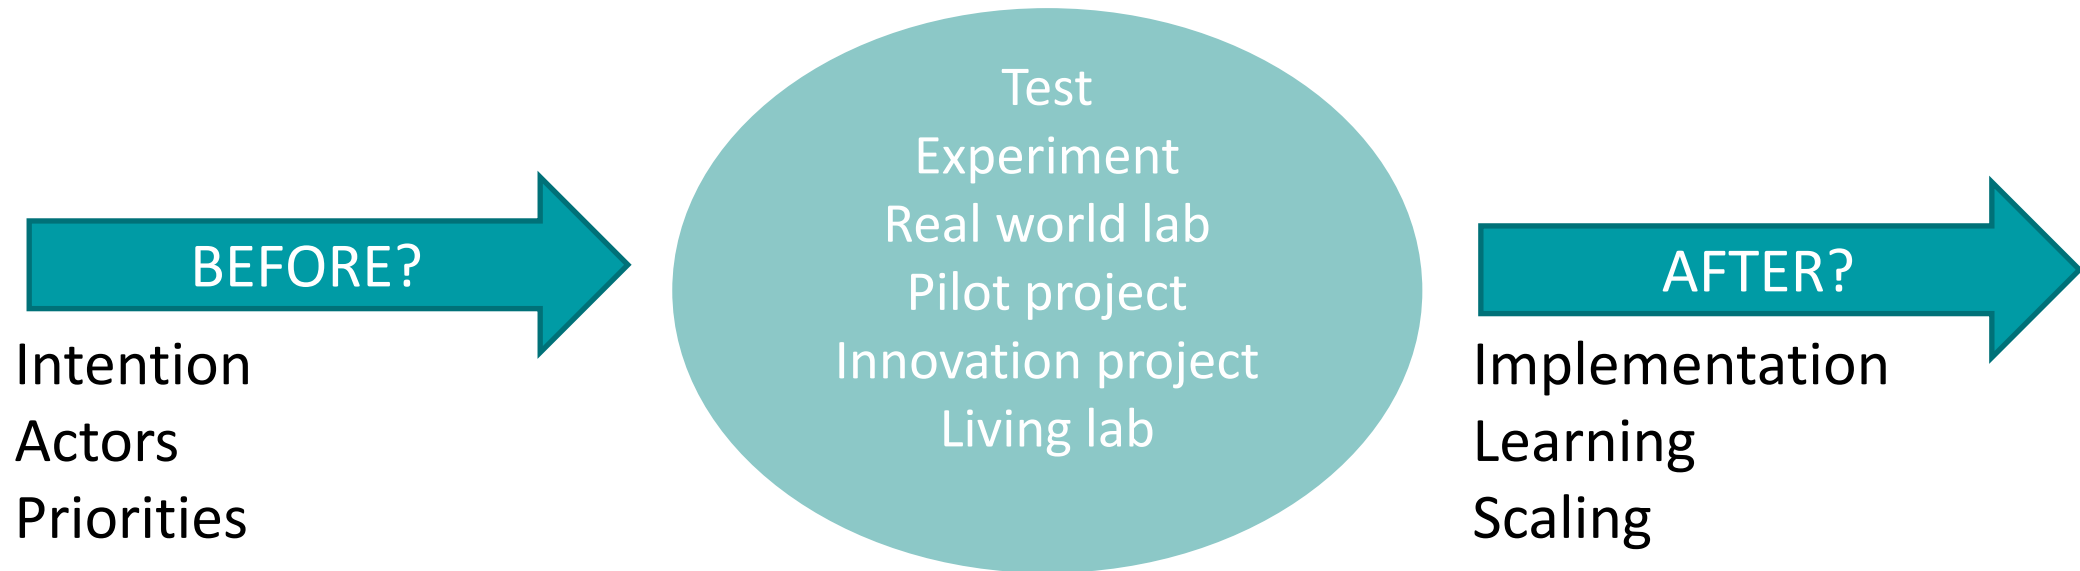 BEFORE?
Intention
Actors
Priorities
Test
Experiment
Real world lab
Pilot project
Innovation project
Living lab
AFTER?
Implementation
Learning
Scaling